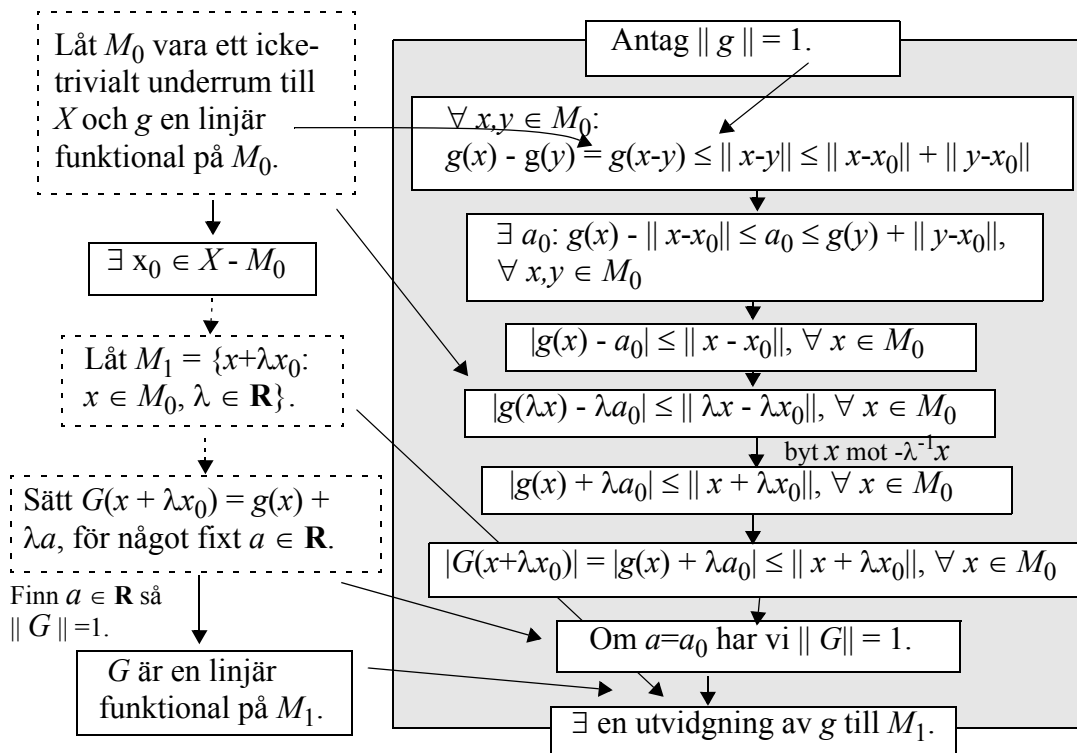 Låt M₀ vara ett icke-
trivialt underrum till
X och g en linjär
funktional på M₀.
∃ x₀ ∈ X - M₀
Låt M₁ = {x+λx₀:
x ∈ M₀, λ ∈ R}.
Sätt G(x + λx₀) = g(x) +
λa, för något fixt a ∈ R.
Finn a ∈ R så
|| G || =1.
G är en linjär
funktional på M₁.
Antag || g || = 1.
∀ x,y ∈ M₀:
g(x) - g(y) = g(x-y) ≤ || x-y|| ≤ || x-x₀|| + || y-x₀||
∃ a₀: g(x) - || x-x₀|| ≤ a₀ ≤ g(y) + || y-x₀||,
∀ x,y ∈ M₀
|g(x) - a₀| ≤ || x - x₀||, ∀ x ∈ M₀
|g(λx) - λa₀| ≤ || λx - λx₀||, ∀ x ∈ M₀
byt x mot -λ⁻¹x
|g(x) + λa₀| ≤ || x + λx₀||, ∀ x ∈ M₀
|G(x+λx₀)| = |g(x) + λa₀| ≤ || x + λx₀||, ∀ x ∈ M₀
Om a=a₀ har vi || G|| = 1.
∃ en utvidgning av g till M₁.